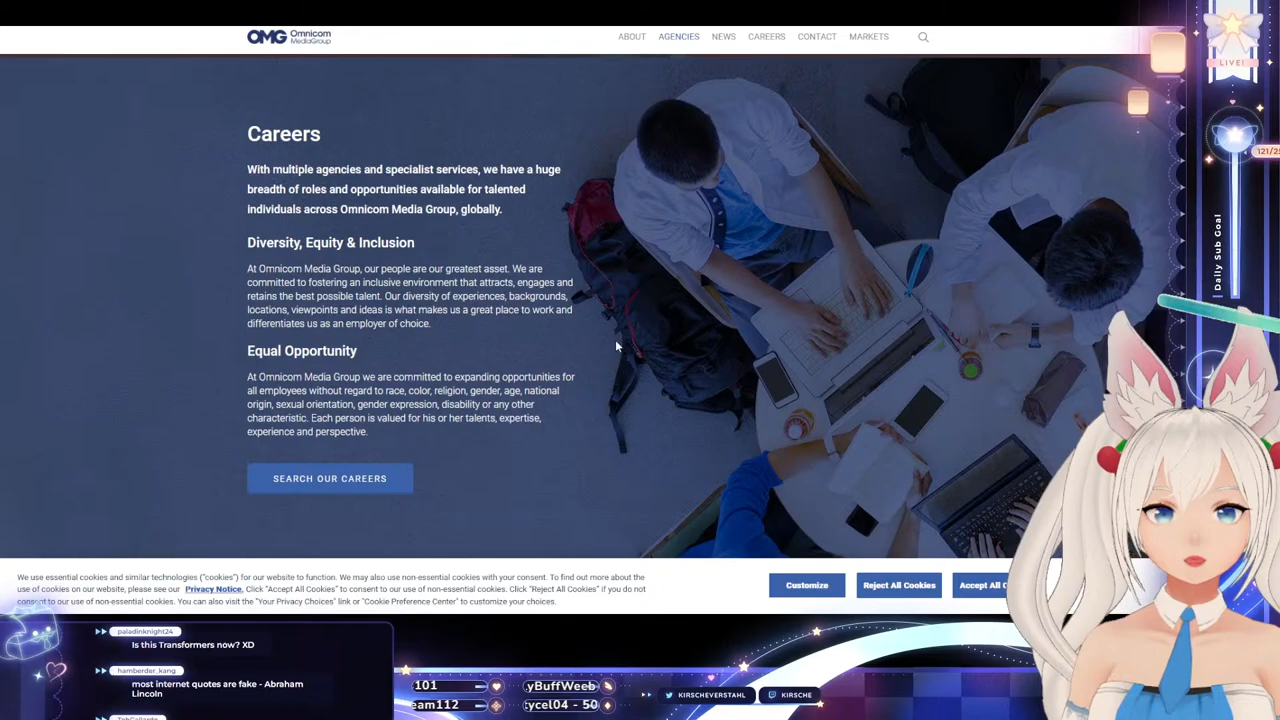 OMG Omnicom
MediaGroup
ABOUT AGENCIES NEWS CAREERS CONTACT MARKETS
LIVE!
121/25
Daily Sub Goal
Careers
With multiple agencies and specialist services, we have a huge
breadth of roles and opportunities available for talented
individuals across Omnicom Media Group, globally.
Diversity, Equity & Inclusion
At Omnicom Media Group, our people are our greatest asset. We are
committed to fostering an inclusive environment that attracts, engages and
retains the best possible talent. Our diversity of experiences, backgrounds,
locations, viewpoints and ideas is what makes us a great place to work and
differentiates us as an employer of choice.
Equal Opportunity
At Omnicom Media Group we are committed to expanding opportunities for
all employees without regard to race, color, religion, gender, age, national
origin, sexual orientation, gender expression, disability or any other
characteristic. Each person is valued for his or her talents, expertise,
experience and perspective.
SEARCH OUR CAREERS
We use essential cookies and similar technologies ("cookies") for our website to function. We may also use non-essential cookies with your consent. To find out more about the
use of cookies on our website, please see our Privacy Notice. Click "Accept All Cookies" to consent to our use of non-essential cookies. Click "Reject All Cookies" if you do not
consent to our use of non-essential cookies. You can also visit the "Your Privacy Choices" link or "Cookie Preference Center" to customize your choices.
Customize
Reject All Cookies
Accept All C
paladinknight24
Is this Transformers now? XD
hamberder_kang
most internet quotes are fake - Abraham
Lincoln
101
yBuffWeeb
eam112
tycel04 - 50
KIRSCHEVERSTAHL
KIRSCHE